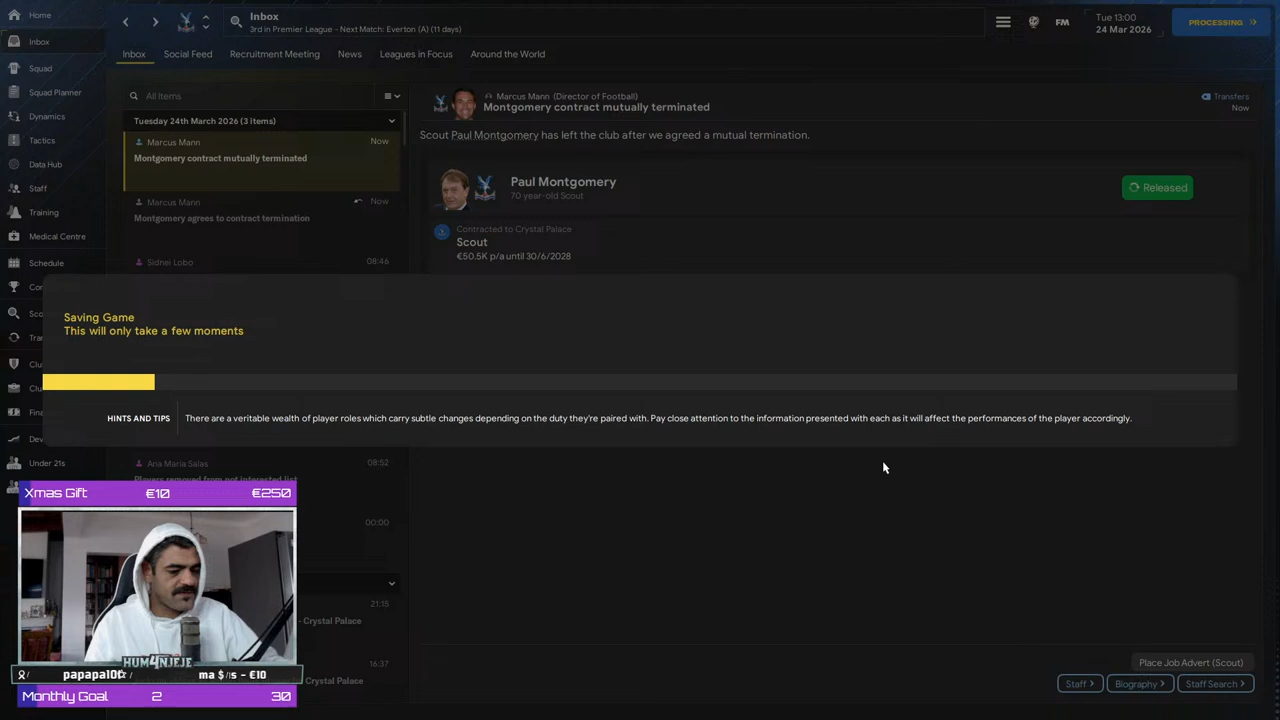 Home
Inbox
Squad
Squad Planner
Dynamics
Tactics
Data Hub
Staff
Training
Medical Centre
Schedule
Under 21s
Inbox
3rd in Premier League - Next Match: Everton (A) (11 days)
FM
Tue 13:00
24 Mar 2026
PROCESSING
Inbox
Social Feed
Recruitment Meeting
News
Leagues in Focus
Around the World
All Items
Tuesday 24th March 2026 (3 items)
Marcus Mann
Now
Montgomery contract mutually terminated
Marcus Mann
Now
Montgomery agrees to contract termination
Sidnei Lobo
08:46
Ana Maria Salas
08:52
Players removed from not interested list
00:00
21:15
- Crystal Palace
16:37
by Crystal Palace
Marcus Mann (Director of Football)
Montgomery contract mutually terminated
Transfers
Now
Scout Paul Montgomery has left the club after we agreed a mutual termination.
Paul Montgomery
70 year-old Scout
Released
Contracted to Crystal Palace
Scout
€50.5K p/a until 30/6/2028
Saving Game
This will only take a few moments
HINTS AND TIPS
There are a veritable wealth of player roles which carry subtle changes depending on the duty they're paired with. Pay close attention to the information presented with each as it will affect the performances of the player accordingly.
Place Job Advert (Scout)
Staff
Biography
Staff Search
Xmas Gift €10 €250
HUM4NJEJE
Monthly Goal 2 30